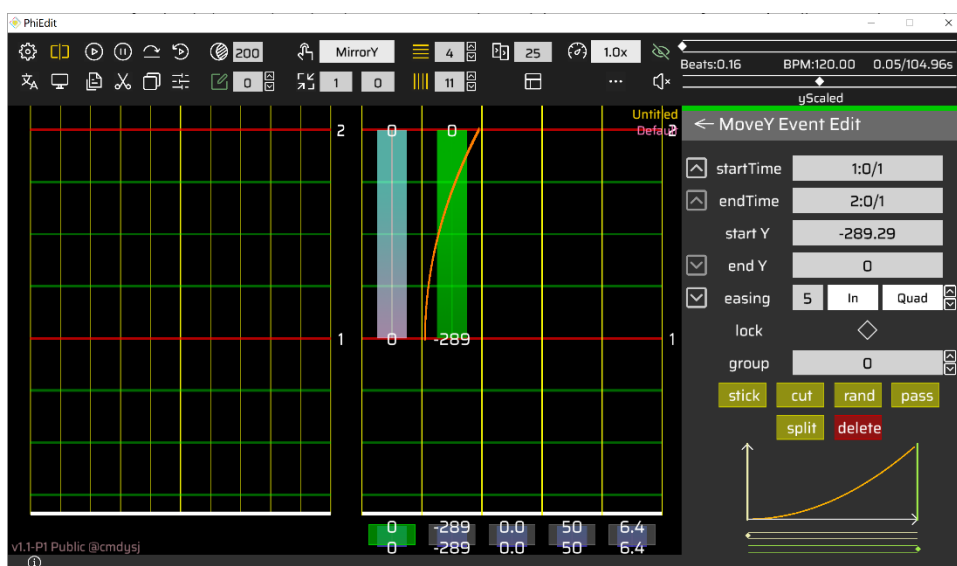 PhiEdit
200 MirrorY 4 25 1.0x
Beats:0.16 BPM:120.00 0.05/104.96s
0 1 0 11 ...
yScaled
Untitled
Default
2 0 0 2
1 0 -289 1
0 -289 0.0 50 6.4
0 -289 0.0 50 6.4
v1.1-P1 Public @cmdysj
← MoveY Event Edit
startTime 1:0/1
endTime 2:0/1
start Y -289.29
end Y 0
easing 5 In Quad
lock
group 0
stick cut rand pass
split delete